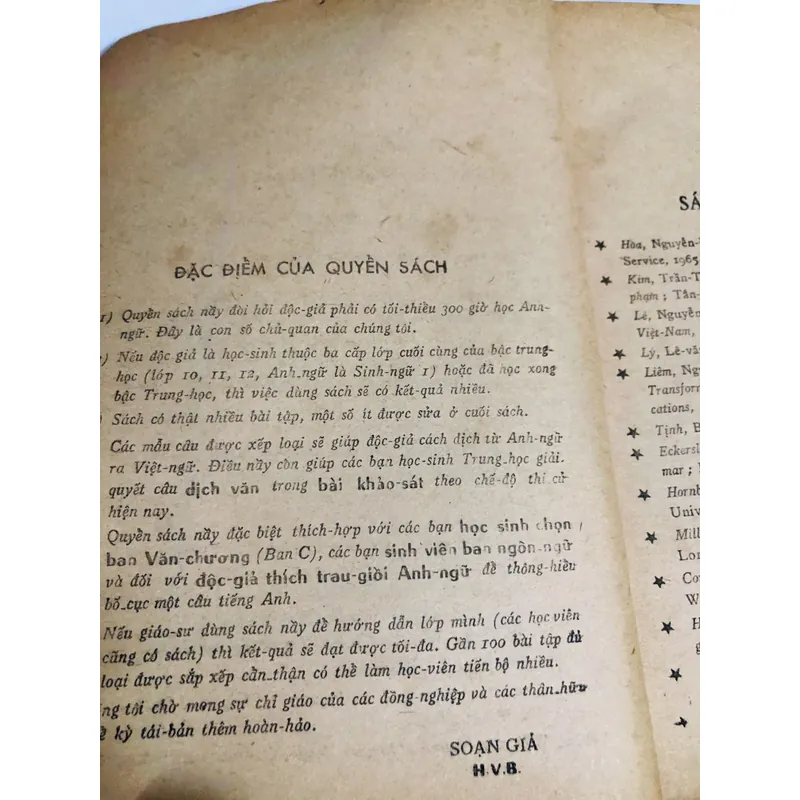 ĐẶC ĐIỂM CỦA QUYỂN SÁCH
1) Quyển sách nầy đòi hỏi độc-giả phải có tối-thiểu 300 giờ học Anh-
ngữ. Đây là con số chủ-quan của chúng tôi.
) Nếu độc-giả là học-sinh thuộc ba cấp lớp cuối cùng của bậc trung-
học (lớp 10, 11, 12, Anh-ngữ là Sinh-ngữ 1) hoặc đã học xong
bậc Trung-học, thì việc dùng sách sẽ có kết-quả nhiều.
) Sách có thật nhiều bài tập, một số ít được sửa ở cuối sách.
Các mẫu câu được xếp loại sẽ giúp độc-giả cách dịch từ Anh-ngữ
ra Việt-ngữ. Điều nầy còn giúp các bạn học-sinh Trung-học giải
quyết câu dịch văn trong bài khảo-sát theo chế-độ thi-cử
hiện nay.
Quyển sách nầy đặc biệt thích-hợp với các bạn học sinh chọn
ban Văn-chương (Ban C), các bạn sinh viên ban ngôn-ngữ
và đối với độc-giả thích trau-giồi Anh-ngữ để thông-hiểu
bố-cục một câu tiếng Anh.
Nếu giáo-sư dùng sách nầy để hướng dẫn lớp mình (các học viên
cũng có sách) thì kết-quả sẽ đạt được tối-đa. Gần 100 bài tập đủ
loại được sắp xếp cẩn-thận có thể làm học-viên tiến bộ nhiều.
ng tôi chờ mong sự chỉ giáo của các đồng-nghiệp và các thân-hữu
kỳ tái-bản thêm hoàn-hảo.
SOẠN GIẢ
H.V.B.
SÁ
★ Hòa, Nguyễn-
Service, 1965
★ Kim, Trần-T
phạm ; Tân-
★ Lê, Nguyễn
Việt-Nam,
★ Lý, Lê-vă
★ Liêm, Ng
Transform
cations,
★ Tịnh, B
★ Eckersl
mar ;
★ Hornb
Unive
★ Mill
Lor
★ Co
W
★ H
g
★
★